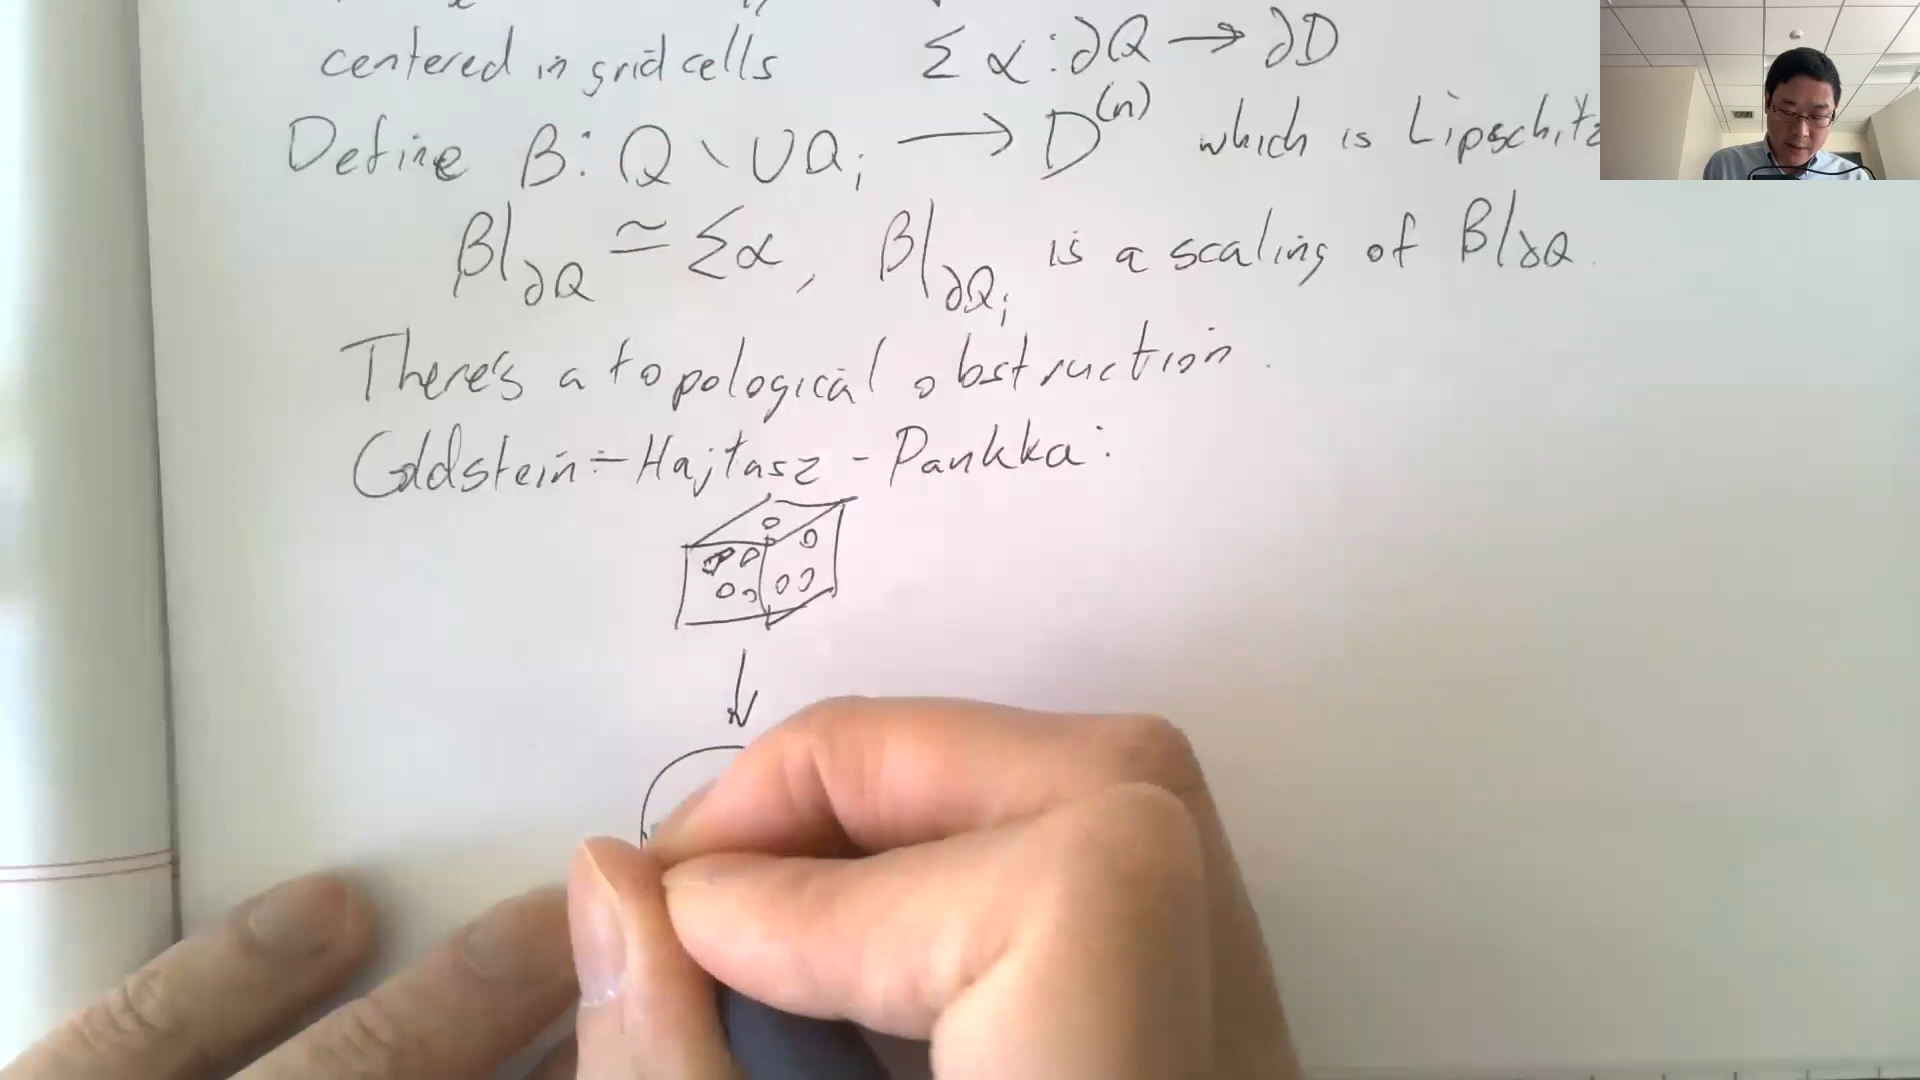 centered in grid cells Σα:∂Q → ∂D
Define β: Q \ ∪Qᵢ → D⁽ⁿ⁾ which is Lipschitz
β|∂Q ≃ Σα, β|∂Qᵢ is a scaling of β|∂Q.
There's a topological obstruction.
Goldstein-Hajtasz-Pankka: